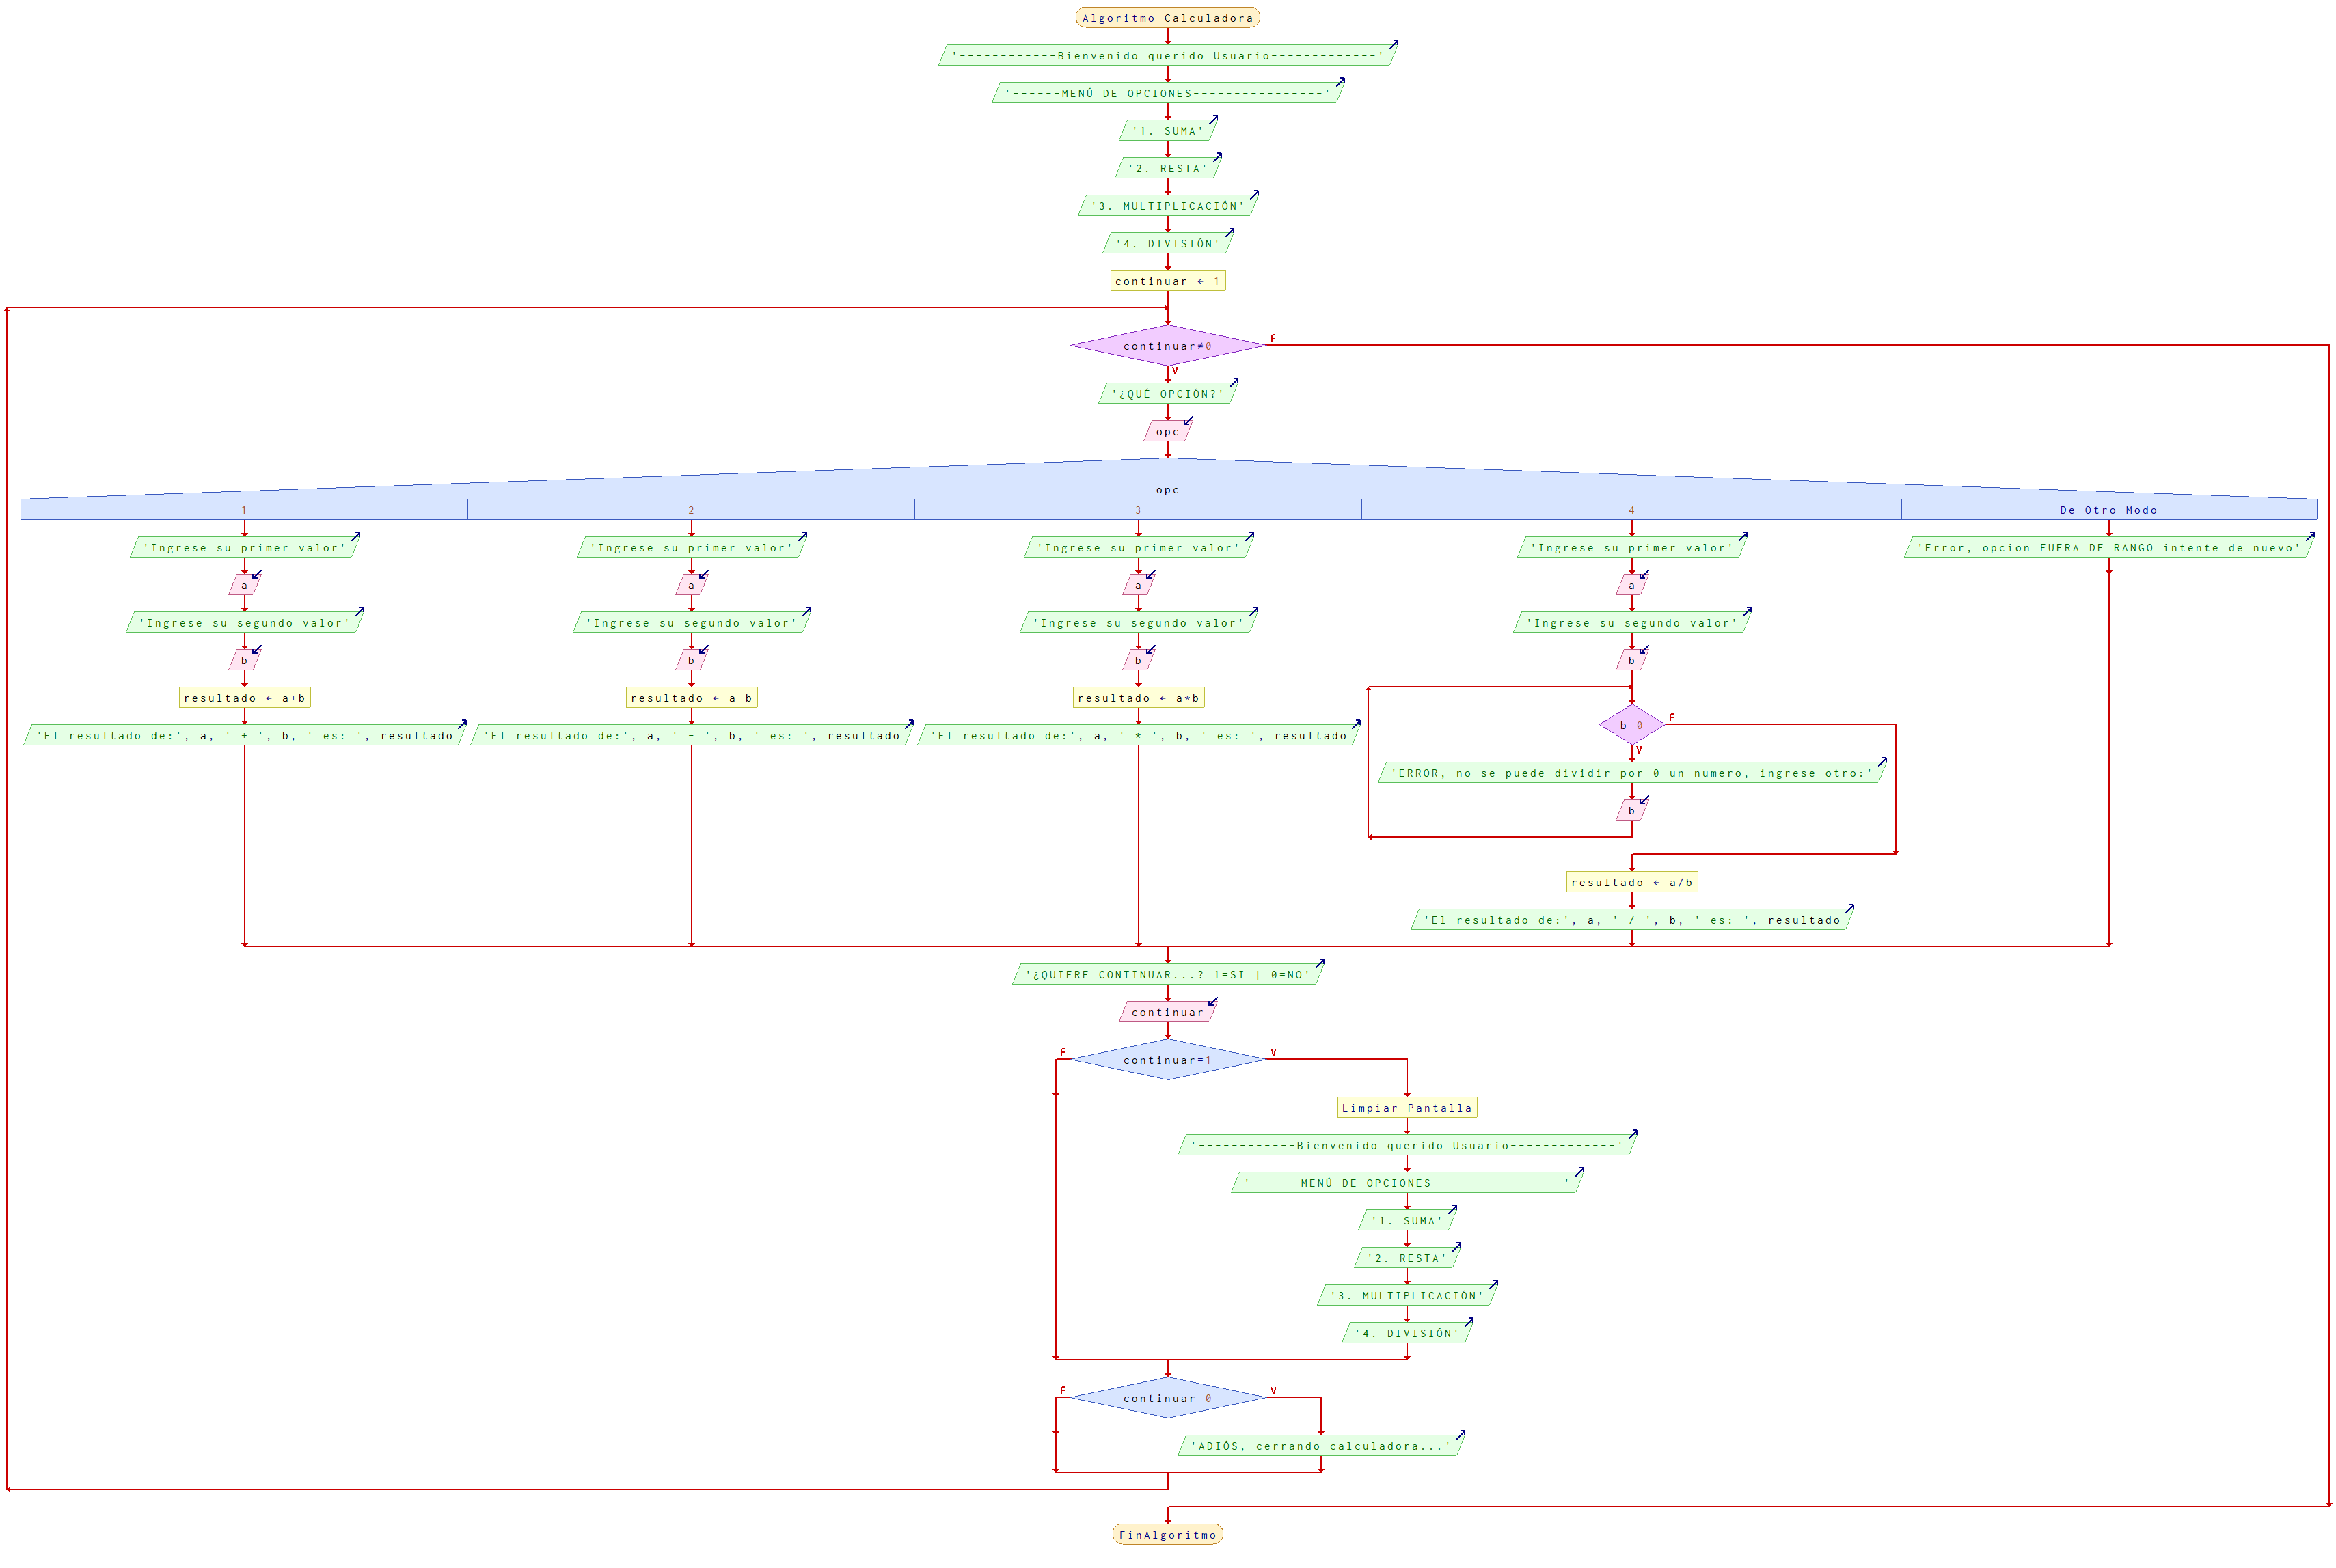 Algoritmo Calculadora
'------------Bienvenido querido Usuario-------------'
'------MENÚ DE OPCIONES----------------'
'1. SUMA'
'2. RESTA'
'3. MULTIPLICACIÓN'
'4. DIVISIÓN'
continuar ← 1
continuar≠0
F
V
'¿QUÉ OPCIÓN?'
opc
opc
1 2 3 4 De Otro Modo
'Ingrese su primer valor' 'Ingrese su primer valor' 'Ingrese su primer valor' 'Ingrese su primer valor' 'Error, opcion FUERA DE RANGO intente de nuevo'
a a a a
'Ingrese su segundo valor' 'Ingrese su segundo valor' 'Ingrese su segundo valor' 'Ingrese su segundo valor'
b b b b
resultado ← a+b resultado ← a-b resultado ← a*b
'El resultado de:', a, ' + ', b, ' es: ', resultado 'El resultado de:', a, ' - ', b, ' es: ', resultado 'El resultado de:', a, ' * ', b, ' es: ', resultado b=0 F
V
'ERROR, no se puede dividir por 0 un numero, ingrese otro:'
b
resultado ← a/b
'El resultado de:', a, ' / ', b, ' es: ', resultado
'¿QUIERE CONTINUAR...? 1=SI | 0=NO'
continuar
F continuar=1 V
Limpiar Pantalla
'------------Bienvenido querido Usuario-------------'
'------MENÚ DE OPCIONES----------------'
'1. SUMA'
'2. RESTA'
'3. MULTIPLICACIÓN'
'4. DIVISIÓN'
F continuar=0 V
'ADIÓS, cerrando calculadora...'
FinAlgoritmo